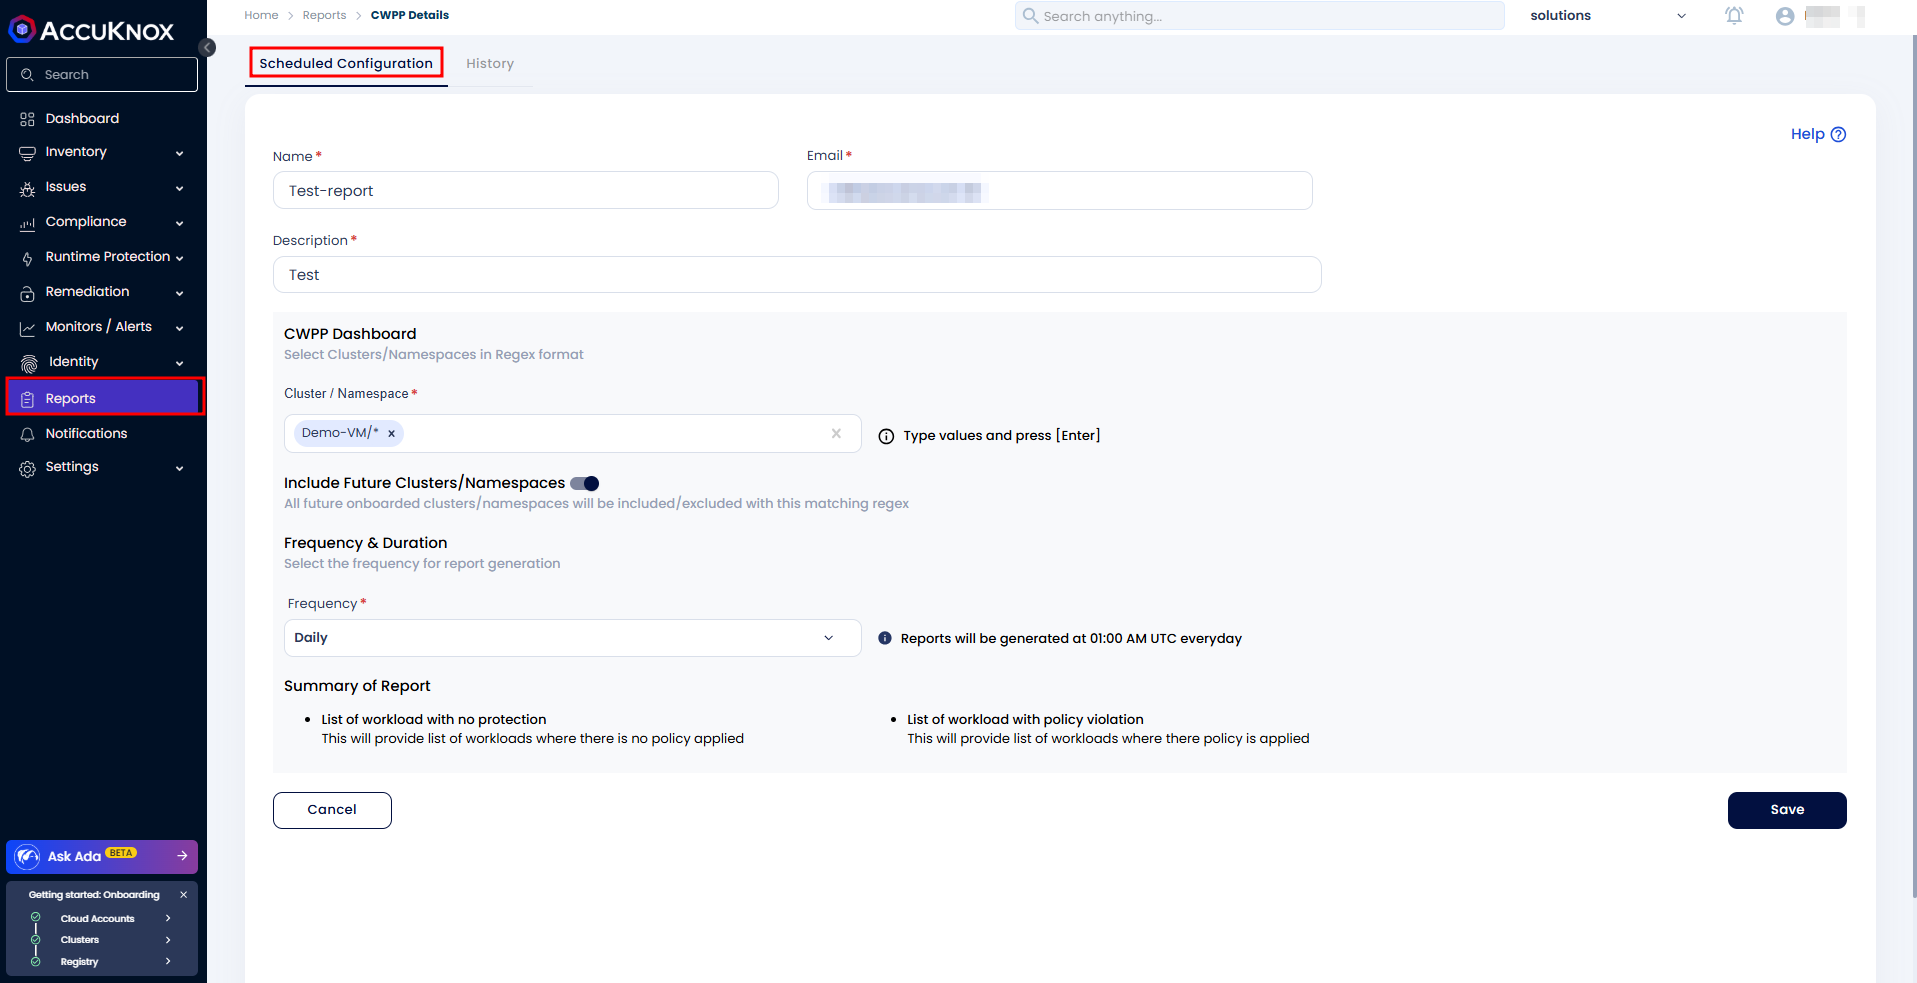 ACCUKNOX
Search
Dashboard
Inventory
Issues
Compliance
Runtime Protection
Remediation
Monitors / Alerts
Identity
Reports
Notifications
Settings
Ask Ada BETA
Getting started: Onboarding
Cloud Accounts
Clusters
Registry
Home > Reports > CWPP Details
Search anything...
solutions
Scheduled Configuration
History
Help
Name *
Email *
Test-report
Description *
Test
CWPP Dashboard
Select Clusters/Namespaces in Regex format
Cluster / Namespace *
Demo-VM/* x
Type values and press [Enter]
Include Future Clusters/Namespaces
All future onboarded clusters/namespaces will be included/excluded with this matching regex
Frequency & Duration
Select the frequency for report generation
Frequency *
Daily
Reports will be generated at 01:00 AM UTC everyday
Summary of Report
• List of workload with no protection
This will provide list of workloads where there is no policy applied
• List of workload with policy violation
This will provide list of workloads where there policy is applied
Cancel
Save